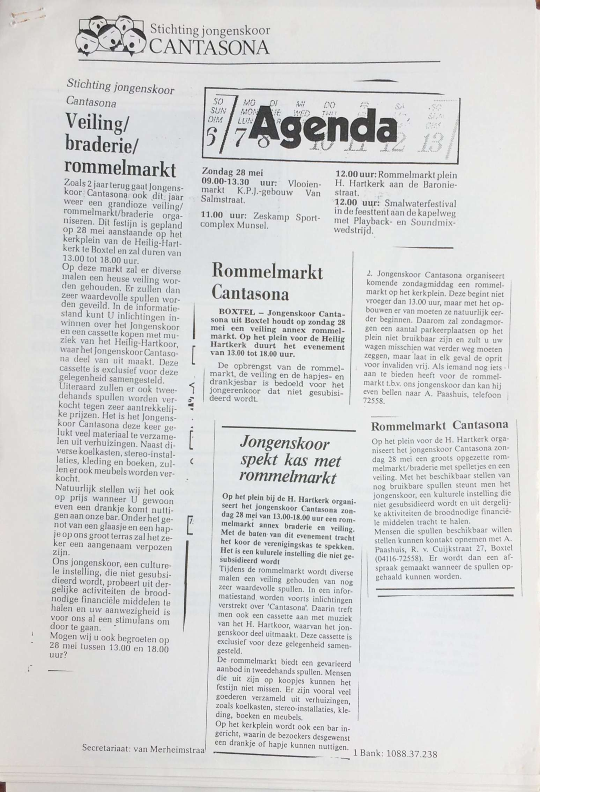 Stichting jongenskoor
CANTASONA
Stichting jongenskoor
Cantasona
Veiling/
braderie/
rommelmarkt
Zoals 2 jaar terug gaat Jongens-
koor Cantasona ook dit jaar
weer een grandioze veiling/
rommelmarkt/braderie orga-
niseren. Dit festijn is gepland
op 28 mei aanstaande op het
kerkplein van de Heilig-Hart-
kerk te Boxtel en zal duren van
13.00 tot 18.00 uur.
Op deze markt zal er diverse
malen een heuse veiling wor-
den gehouden. Er zullen dan
zeer waardevolle spullen wor-
den geveild. In de informatie-
stand kunt U inlichtingen in-
winnen over het Jongenskoor
en een cassette kopen met mu-
ziek van het Heilig-Hartkoor,
waar het Jongenskoor Cantaso-
na deel van uit maakt. Deze
cassette is exclusief voor deze
gelegenheid samengesteld.
Uiteraard zullen er ook twee-
dehands spullen worden ver-
kocht tegen zeer aantrekkelij-
ke prijzen. Het is het Jongens-
koor Cantasona deze keer ge-
lukt veel materiaal te verzame-
len uit verhuizingen. Naast di-
verse koelkasten, stereo-instal-
laties, kleding en boeken, zul-
len er ook meubels worden ver-
kocht.
Natuurlijk stellen wij het ook
op prijs wanneer U gewoon
even een drankje komt nutti-
gen aan onze bar. Onder het ge-
not van een glaasje en een hap-
je op ons groot terras zal het ze-
ker een aangenaam verpozen
zijn.
Ons jongenskoor, een culture-
le instelling, die niet gesubsi-
dieerd wordt, probeert uit der-
gelijke activiteiten de brood-
nodige financiële middelen te
halen en uw aanwezigheid is
voor ons al een stimulans om
door te gaan.
Mogen wij u ook begroeten op
28 mei tussen 13.00 en 18.00
uur?
SO MO DI MI DO
SUN MON WED THU
DIM LUN
6 7 8 10 11 12 13
Agenda
Zondag 28 mei
09.00-13.30 uur: Vlooien-
markt K.P.J.-gebouw Van
Salmstraat.
11.00 uur: Zeskamp Sport-
complex Munsel.
12.00 uur: Rommelmarkt plein
H. Hartkerk aan de Baronie-
straat.
12.00 uur: Smalwaterfestival
in de feesttent aan de kapelweg
met Playback- en Soundmix-
wedstrijd.
Rommelmarkt
Cantasona
BOXTEL – Jongenskoor Canta-
sona uit Boxtel houdt op zondag 28
mei een veiling annex rommel-
markt. Op het plein voor de Heilig
Hartkerk duurt het evenement
van 13.00 tot 18.00 uur.
De opbrengst van de rommel-
markt, de veiling en de hapjes- en
drankjesbar is bedoeld voor het
jongerenkoor dat niet gesubisi-
deerd wordt.
Jongenskoor
spekt kas met
rommelmarkt
Op het plein bij de H. Hartkerk organi-
seert het jongenskoor Cantasona zon-
dag 28 mei van 13.00-18.00 uur een rom-
melmarkt annex braderie en veiling.
Met de baten van dit evenement tracht
het koor de verenigingskas te spekken.
Het is een kulurele instelling die niet ge-
subsidieerd wordt
Tijdens de rommelmarkt wordt diverse
malen een veiling gehouden van nog
zeer waardevolle spullen. In een infor-
matiestand worden voorts inlichtingen
verstrekt over 'Cantasona'. Daarin treft
men ook een cassette aan met muziek
van het H. Hartkoor, waarvan het jon-
genskoor deel uitmaakt. Deze cassette is
exclusief voor deze gelegenheid samen-
gesteld.
De rommelmarkt biedt een gevarieerd
aanbod in tweedehands spullen. Mensen
die uit zijn op koopjes kunnen het
festijn niet missen. Er zijn vooral veel
goederen verzameld uit verhuizingen,
zoals koelkasten, stereo-installaties, kle-
ding, boeken en meubels.
Op het kerkplein wordt ook een bar in-
gericht, waarin de bezoekers desgewenst
een drankje of hapje kunnen nuttigen.
2. Jongenskoor Cantasona organiseert
komende zondagmiddag een rommel-
markt op het kerkplein. Deze begint niet
vroeger dan 13.00 uur, maar met het op-
bouwen er van moeten ze natuurlijk eer-
der beginnen. Daarom zal zondagmor-
gen een aantal parkeerplaatsen op het
plein niet bruikbaar zijn en zult u uw
wagen misschien wat verder weg moeten
zeggen, maar laat in elk geval de oprit
voor invaliden vrij. Als iemand nog iets
aan te bieden heeft voor de rommel-
markt t.b.v. ons jongenskoor dan kan hij
even bellen naar A. Paashuis, telefoon
72558.
Rommelmarkt Cantasona
Op het plein voor de H. Hartkerk orga-
niseert het jongenskoor Cantasona zon-
dag 28 mei een groots opgezette rom-
melmarkt/braderie met spelletjes en een
veiling. Met het beschikbaar stellen van
nog bruikbare spullen steunt men het
jongenskoor, een kulturele instelling die
niet gesubsidieerd wordt en uit dergelij-
ke aktiviteiten de broodnodige financië-
le middelen tracht te halen.
Mensen die spullen beschikbaar willen
stellen kunnen kontakt opnemen met A.
Paashuis, R. v. Cuijkstraat 27, Boxtel
(04116-72558). Er wordt dan een af-
spraak gemaakt wanneer de spullen op-
gehaald kunnen worden.
Secretariaat: van Merheimstraa
Bank: 1088.37.238